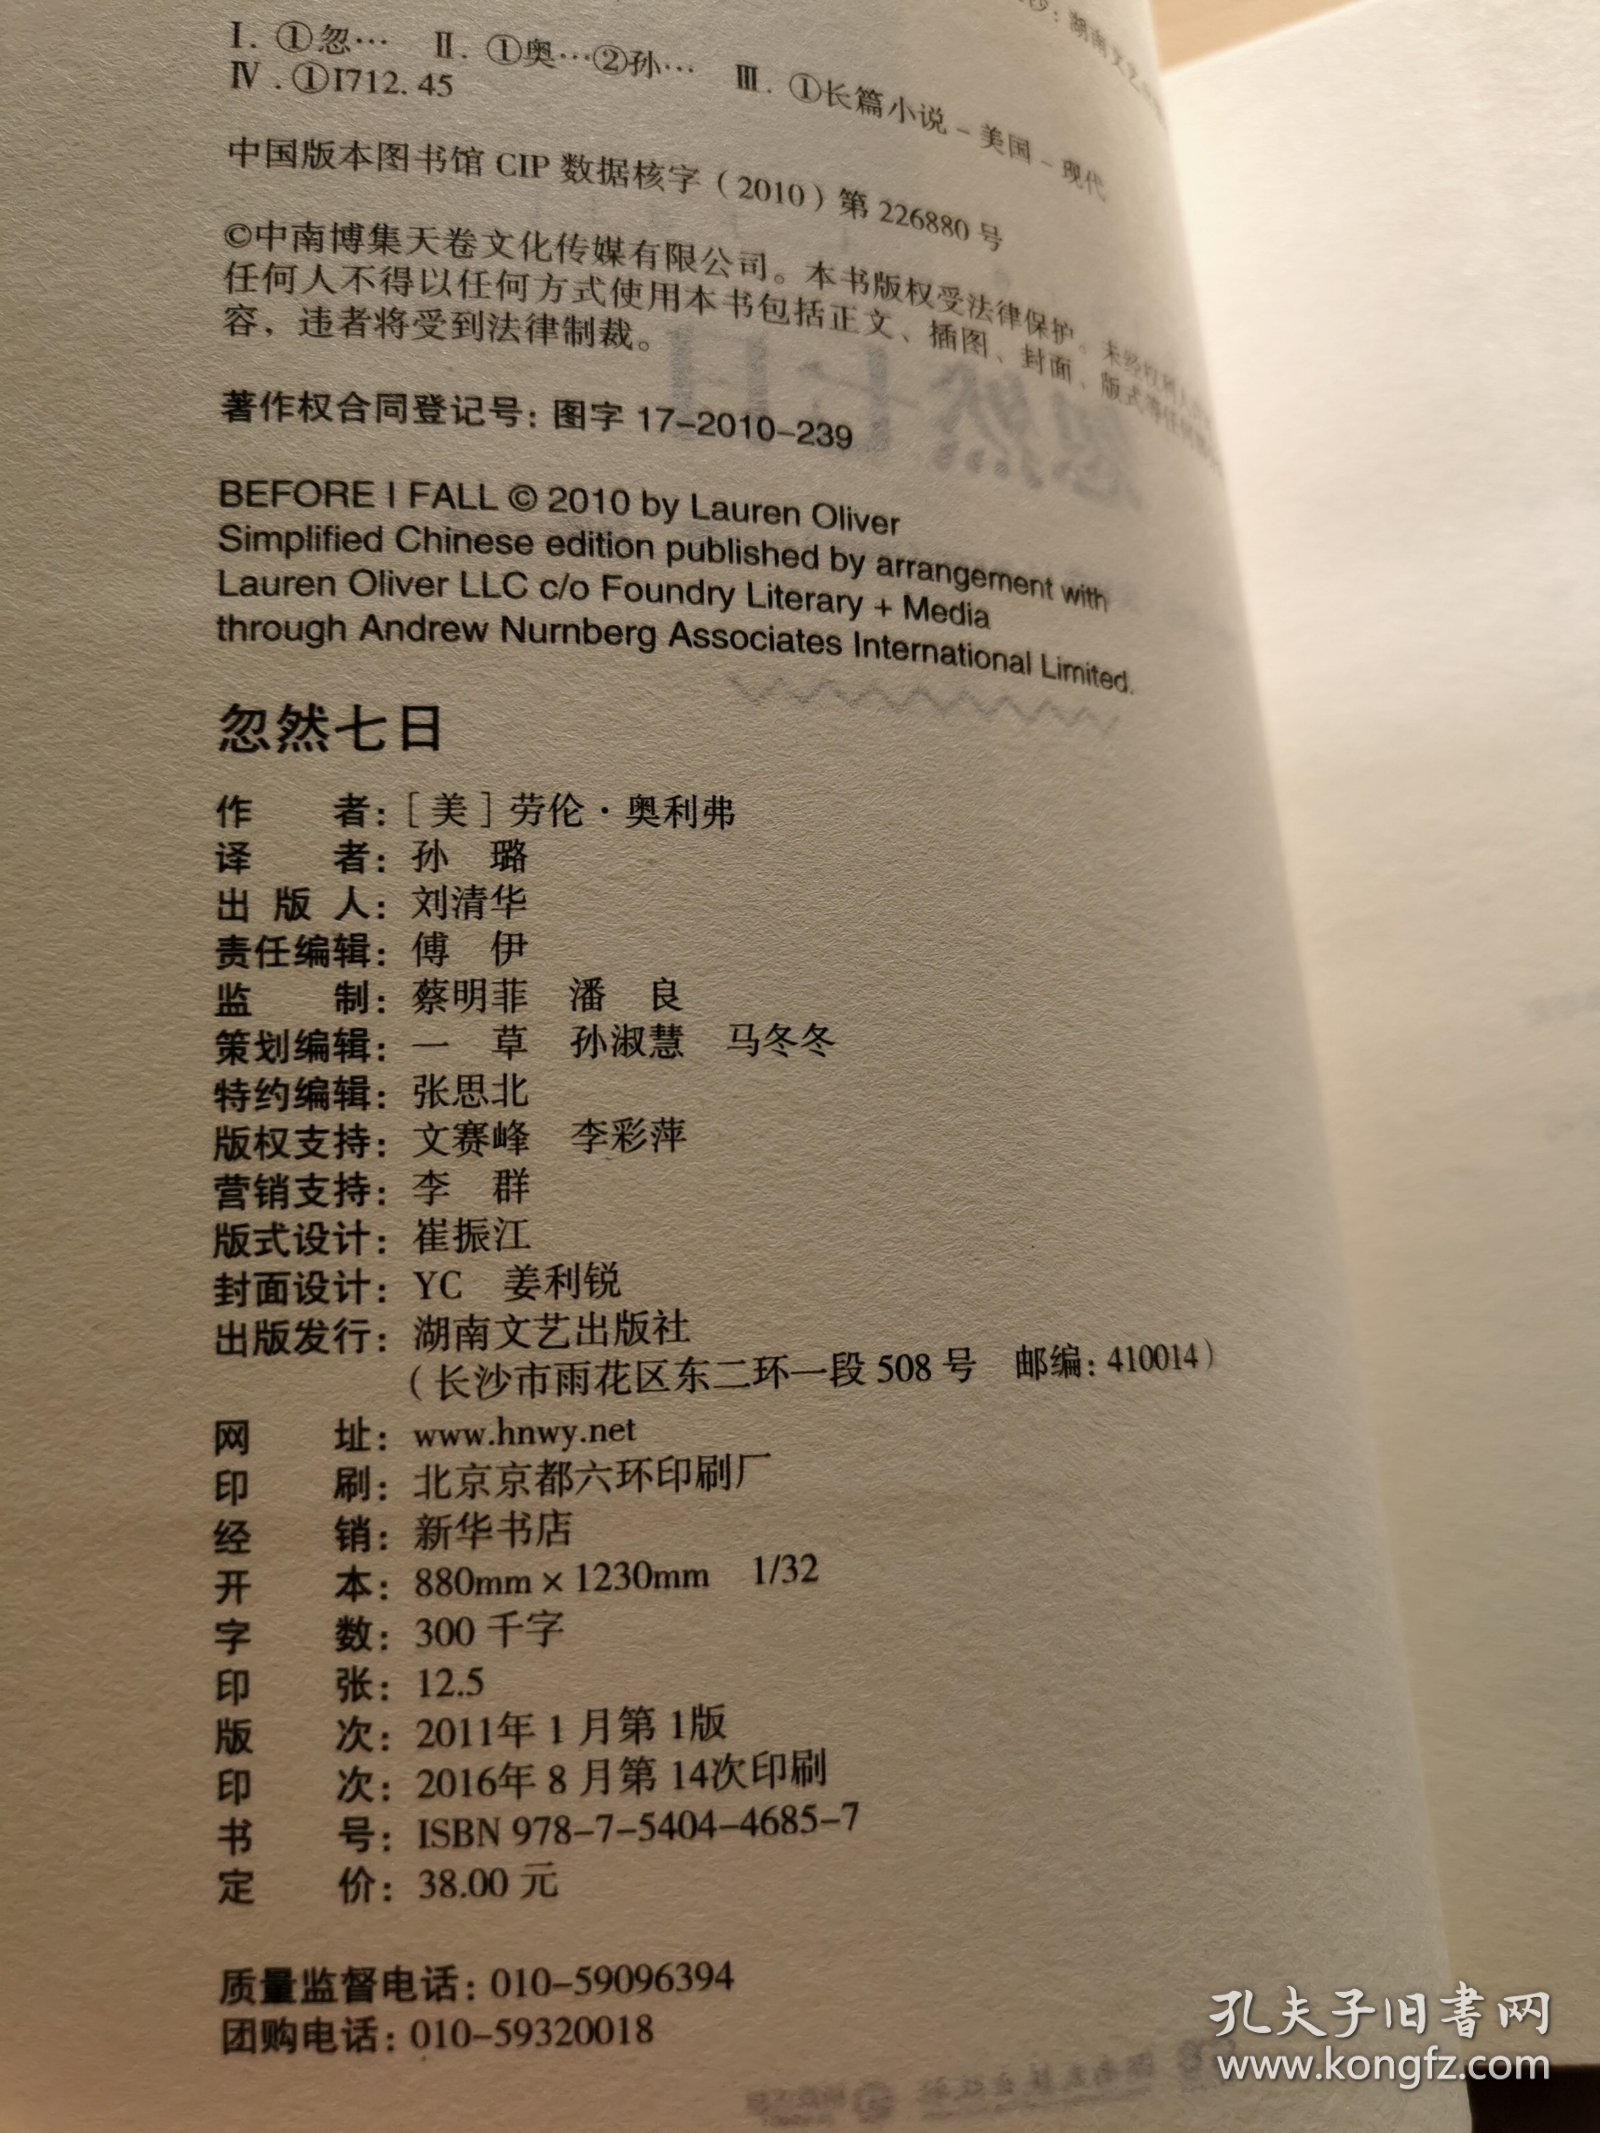 沙：湖南文艺
Ⅰ. ①忽… Ⅱ. ①奥…②孙… Ⅲ. ①长篇小说－美国－现代
Ⅳ. ①I712.45
中国版本图书馆 CIP 数据核字（2010）第 226880 号
©中南博集天卷文化传媒有限公司。本书版权受法律保护。未经权利人
任何人不得以任何方式使用本书包括正文、插图、封面、版式等任何
容，违者将受到法律制裁。
著作权合同登记号：图字 17-2010-239
BEFORE I FALL © 2010 by Lauren Oliver
Simplified Chinese edition published by arrangement with
Lauren Oliver LLC c/o Foundry Literary + Media
through Andrew Nurnberg Associates International Limited.
忽然七日
作 者：[美] 劳伦·奥利弗
译 者：孙 璐
出 版 人：刘清华
责任编辑：傅 伊
监 制：蔡明菲 潘 良
策划编辑：一 草 孙淑慧 马冬冬
特约编辑：张思北
版权支持：文赛峰 李彩萍
营销支持：李 群
版式设计：崔振江
封面设计：YC 姜利锐
出版发行：湖南文艺出版社
（长沙市雨花区东二环一段 508 号 邮编：410014）
网 址：www.hnwy.net
印 刷：北京京都六环印刷厂
经 销：新华书店
开 本：880mm×1230mm 1/32
字 数：300 千字
印 张：12.5
版 次：2011年 1 月第 1版
印 次：2016年 8 月第 14次印刷
书 号：ISBN 978-7-5404-4685-7
定 价：38.00 元
质量监督电话：010-59096394
团购电话：010-59320018
孔夫子旧书网
www.kongfz.com